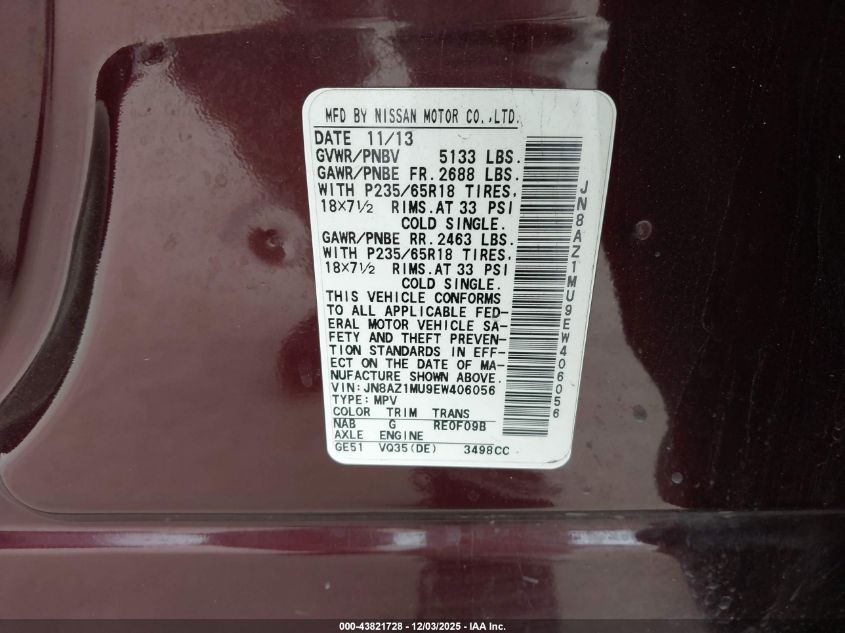 MFD BY NISSAN MOTOR CO.,LTD.
DATE 11/13
GVWR/PNBV 5133 LBS.
GAWR/PNBE FR. 2688 LBS.
WITH P235/65R18 TIRES,
18×7½ RIMS.AT 33 PSI
COLD SINGLE.
GAWR/PNBE RR. 2463 LBS.
WITH P235/65R18 TIRES,
18×7½ RIMS.AT 33 PSI
COLD SINGLE.
THIS VEHICLE CONFORMS
TO ALL APPLICABLE FED-
ERAL MOTOR VEHICLE SA-
FETY AND THEFT PREVEN-
TION STANDARDS IN EFF-
ECT ON THE DATE OF MA-
NUFACTURE SHOWN ABOVE.
VIN:JN8AZ1MU9EW406056
TYPE: MPV
COLOR TRIM TRANS
NAB G RE0F09B
AXLE ENGINE
GE51 VQ35(DE) 3498CC
JN8AZ1MU9EW406056
000-43821728 - 12/03/2025 - IAA Inc.